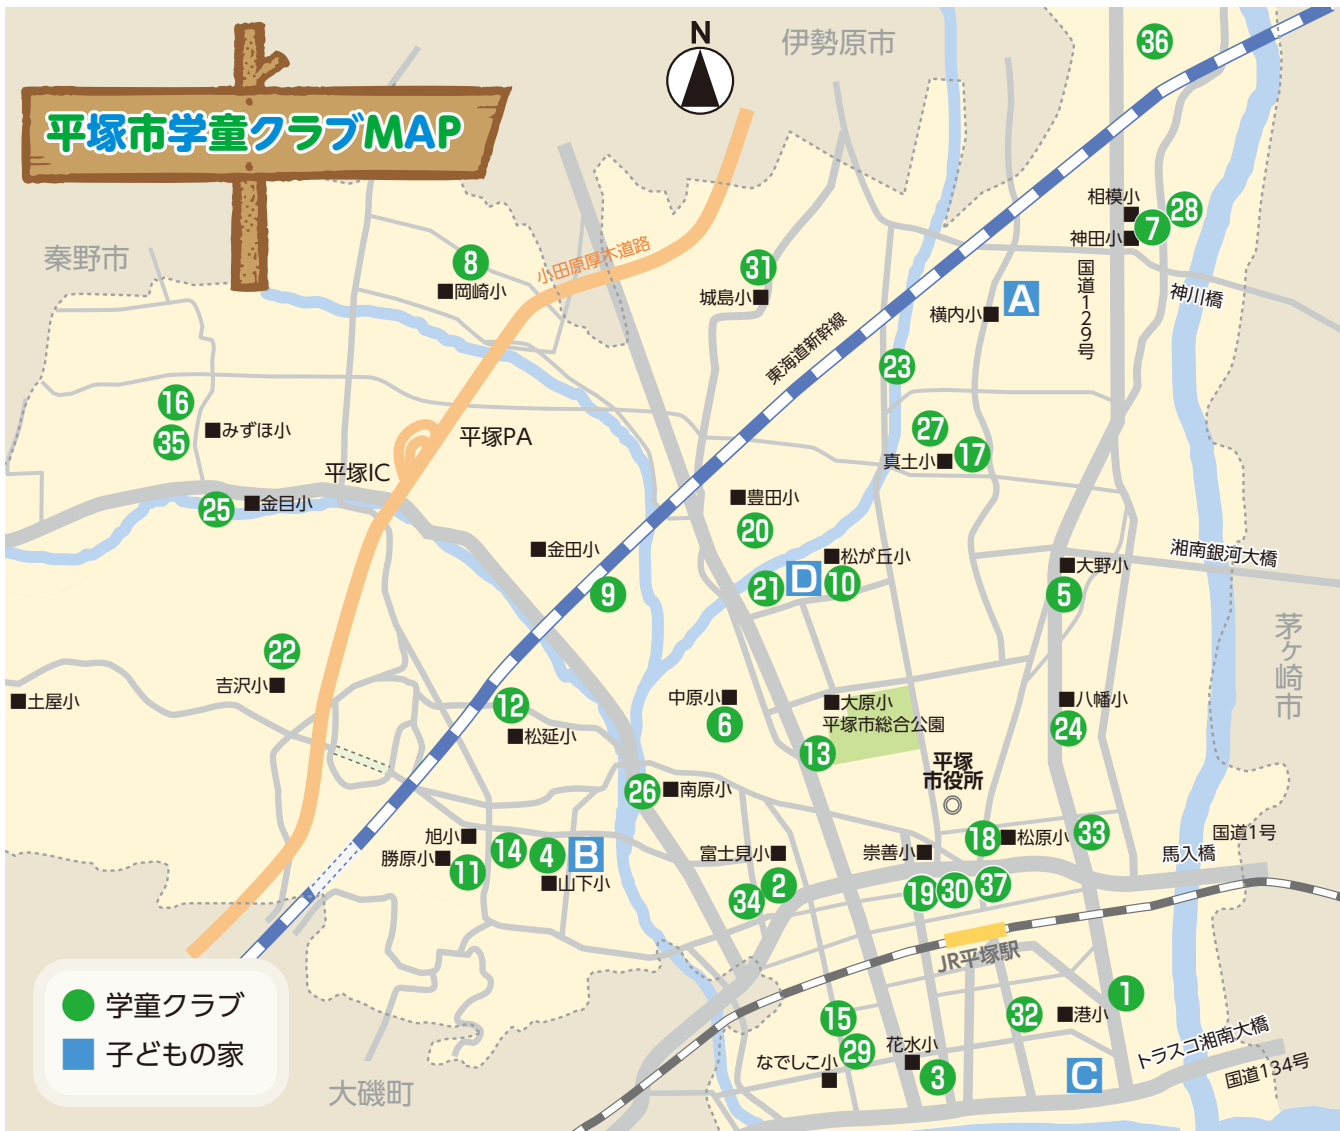 N
伊勢原市
36
平塚市学童クラブMAP
相模小
28
7
神田小
秦野市
8
岡崎小
小田原厚木道路
31
城島小
国道129号
神川橋
A
横内小
東海道新幹線
23
16
みずほ小
35
平塚PA
平塚IC
27
真土小
17
25
金目小
豊田小
20
金田小
9
松が丘小
21
D
10
大野小
5
湘南銀河大橋
茅ヶ崎市
22
吉沢小
土屋小
12
松延小
中原小
6
大原小
平塚市総合公園
13
八幡小
24
平塚
市役所
26
南原小
旭小
勝原小
11
14
4
B
山下小
富士見小
34
2
崇善小
18
松原小
33
国道1号
馬入橋
19
30
37
JR平塚駅
学童クラブ
子どもの家
大磯町
15
29
なでしこ小
花水小
3
32
港小
1
C
トラスコ湘南大橋
国道134号